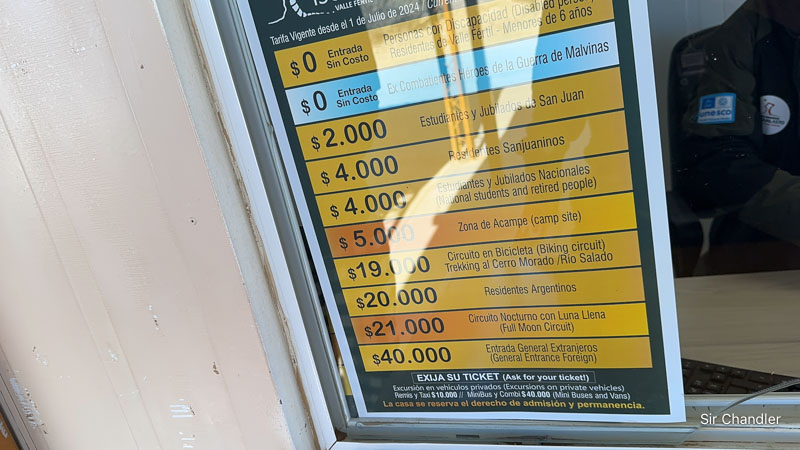 VALLE FÉRTIL
Tarifa Vigente desde el 1 de Julio de 2024 /
$0 Entrada Sin Costo
Personas con Discapacidad (Disabled person)
Residentes de Valle Fértil - Menores de 6 años
$0 Entrada Sin Costo
Ex Combatientes Héroes de la Guerra de Malvinas
$2.000 Estudiantes y Jubilados de San Juan
$4.000 Residentes Sanjuaninos
$4.000 Estudiantes y Jubilados Nacionales
(National students and retired people)
$5.000 Zona de Acampe (camp site)
$19.000 Circuito en Bicicleta (Biking circuit)
Trekking al Cerro Morado /Río Salado
$20.000 Residentes Argentinos
$21.000 Circuito Nocturno con Luna Llena
(Full Moon Circuit)
$40.000 Entrada General Extranjeros
(General Entrance Foreign)
EXIJA SU TICKET (Ask for your ticket!)
Excursión en vehículos privados (Excursions on private vehicles)
Remis y Taxi $10.000 // MiniBus y Combi $40.000 (Mini Buses and Vans)
La casa se reserva el derecho de admisión y permanencia.
unesco
Sir Chandler